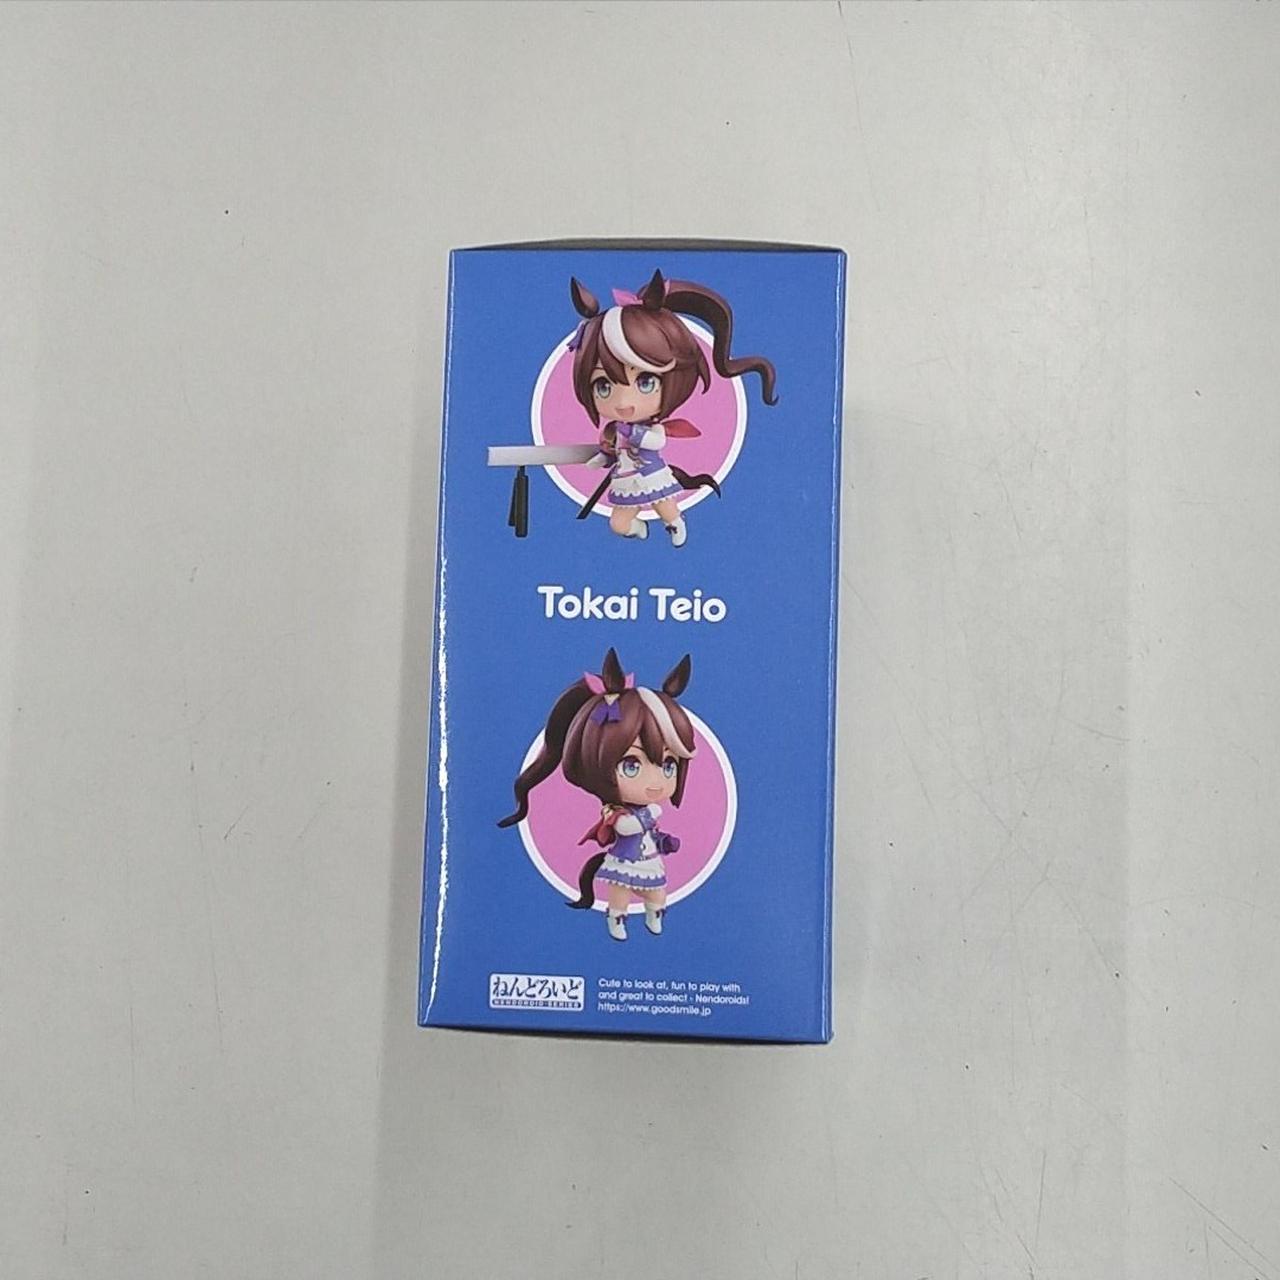 Tokai Teio
ねんどろいど
NENDOROID SERIES
Cute to look at, fun to play with
and great to collect - Nendoroids!
https://www.goodsmile.jp